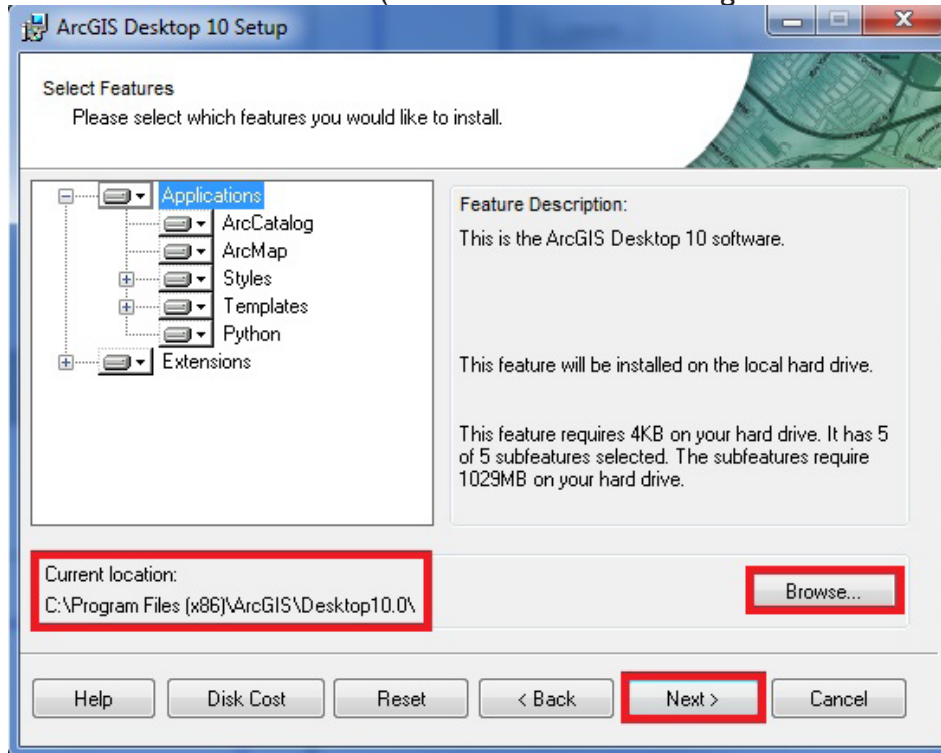 ArcGIS Desktop 10 Setup
Select Features
Please select which features you would like to install.
Applications
ArcCatalog
ArcMap
Styles
Templates
Python
Extensions
Feature Description:
This is the ArcGIS Desktop 10 software.
This feature will be installed on the local hard drive.
This feature requires 4KB on your hard drive. It has 5
of 5 subfeatures selected. The subfeatures require
1029MB on your hard drive.
Current location:
C:\Program Files (x86)\ArcGIS\Desktop10.0\
Browse...
Help
Disk Cost
Reset
< Back
Next >
Cancel